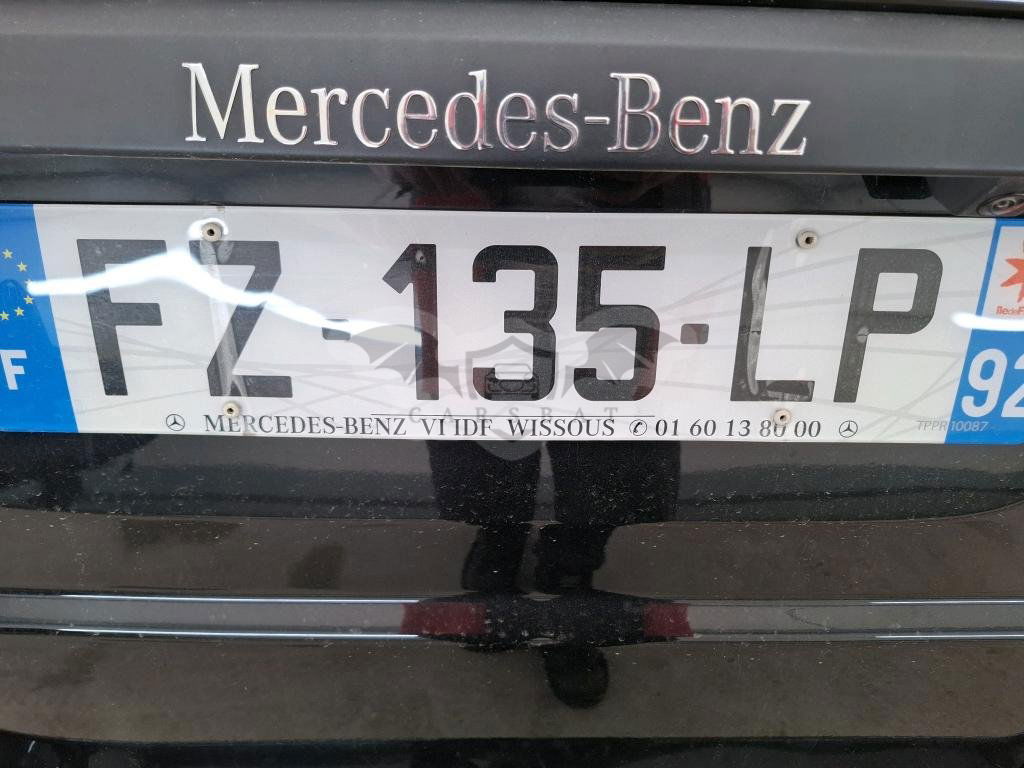 Mercedes-Benz
FZ-135-LP
F
îledeF
92
CARSBAT
MERCEDES-BENZ VI IDF WISSOUS ✆ 01 60 13 80 00
TPPR 10087